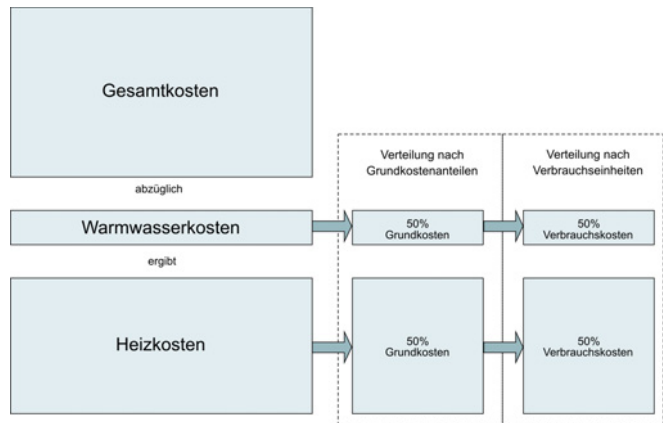 Gesamtkosten
abzüglich
Verteilung nach
Grundkostenanteilen
Verteilung nach
Verbrauchseinheiten
Warmwasserkosten
50%
Grundkosten
50%
Verbrauchskosten
ergibt
Heizkosten
50%
Grundkosten
50%
Verbrauchskosten